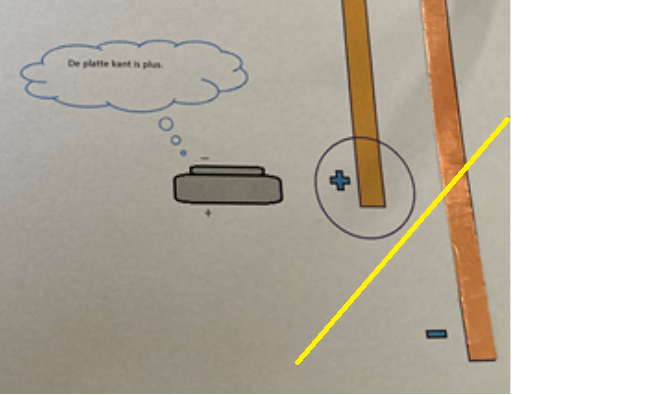 De platte kant is plus.
–
+
+
–